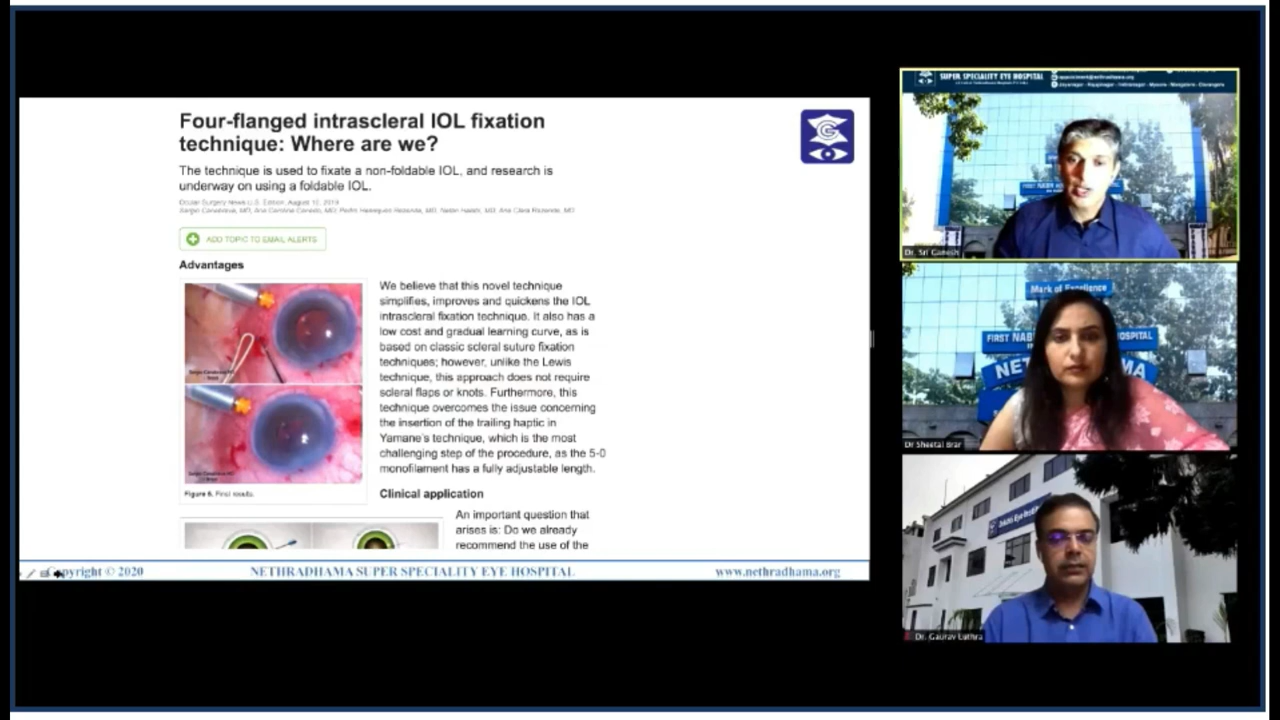 Four-flanged intrascleral IOL fixation
technique: Where are we?
The technique is used to fixate a non-foldable IOL, and research is
underway on using a foldable IOL.
Ocular Surgery News U.S. Edition, August 10, 2019
ADD TOPIC TO EMAIL ALERTS
Advantages
We believe that this novel technique
simplifies, improves and quickens the IOL
intrascleral fixation technique. It also has a
low cost and gradual learning curve, as is
based on classic scleral suture fixation
techniques; however, unlike the Lewis
technique, this approach does not require
scleral flaps or knots. Furthermore, this
technique overcomes the issue concerning
the insertion of the trailing haptic in
Yamane's technique, which is the most
challenging step of the procedure, as the 5-0
monofilament has a fully adjustable length.
Figure 6. Final results.
Clinical application
An important question that
arises is: Do we already
recommend the use of the
Copyright © 2020
NETHRADHAMA SUPER SPECIALITY EYE HOSPITAL
www.nethradhama.org
SUPER SPECIALITY EYE HOSPITAL
Dr. Sri Ganesh
Mark of Excellence
FIRST NABH
HOSPITAL
Dr Sheetal Brar
Dr. Gaurav Luthra